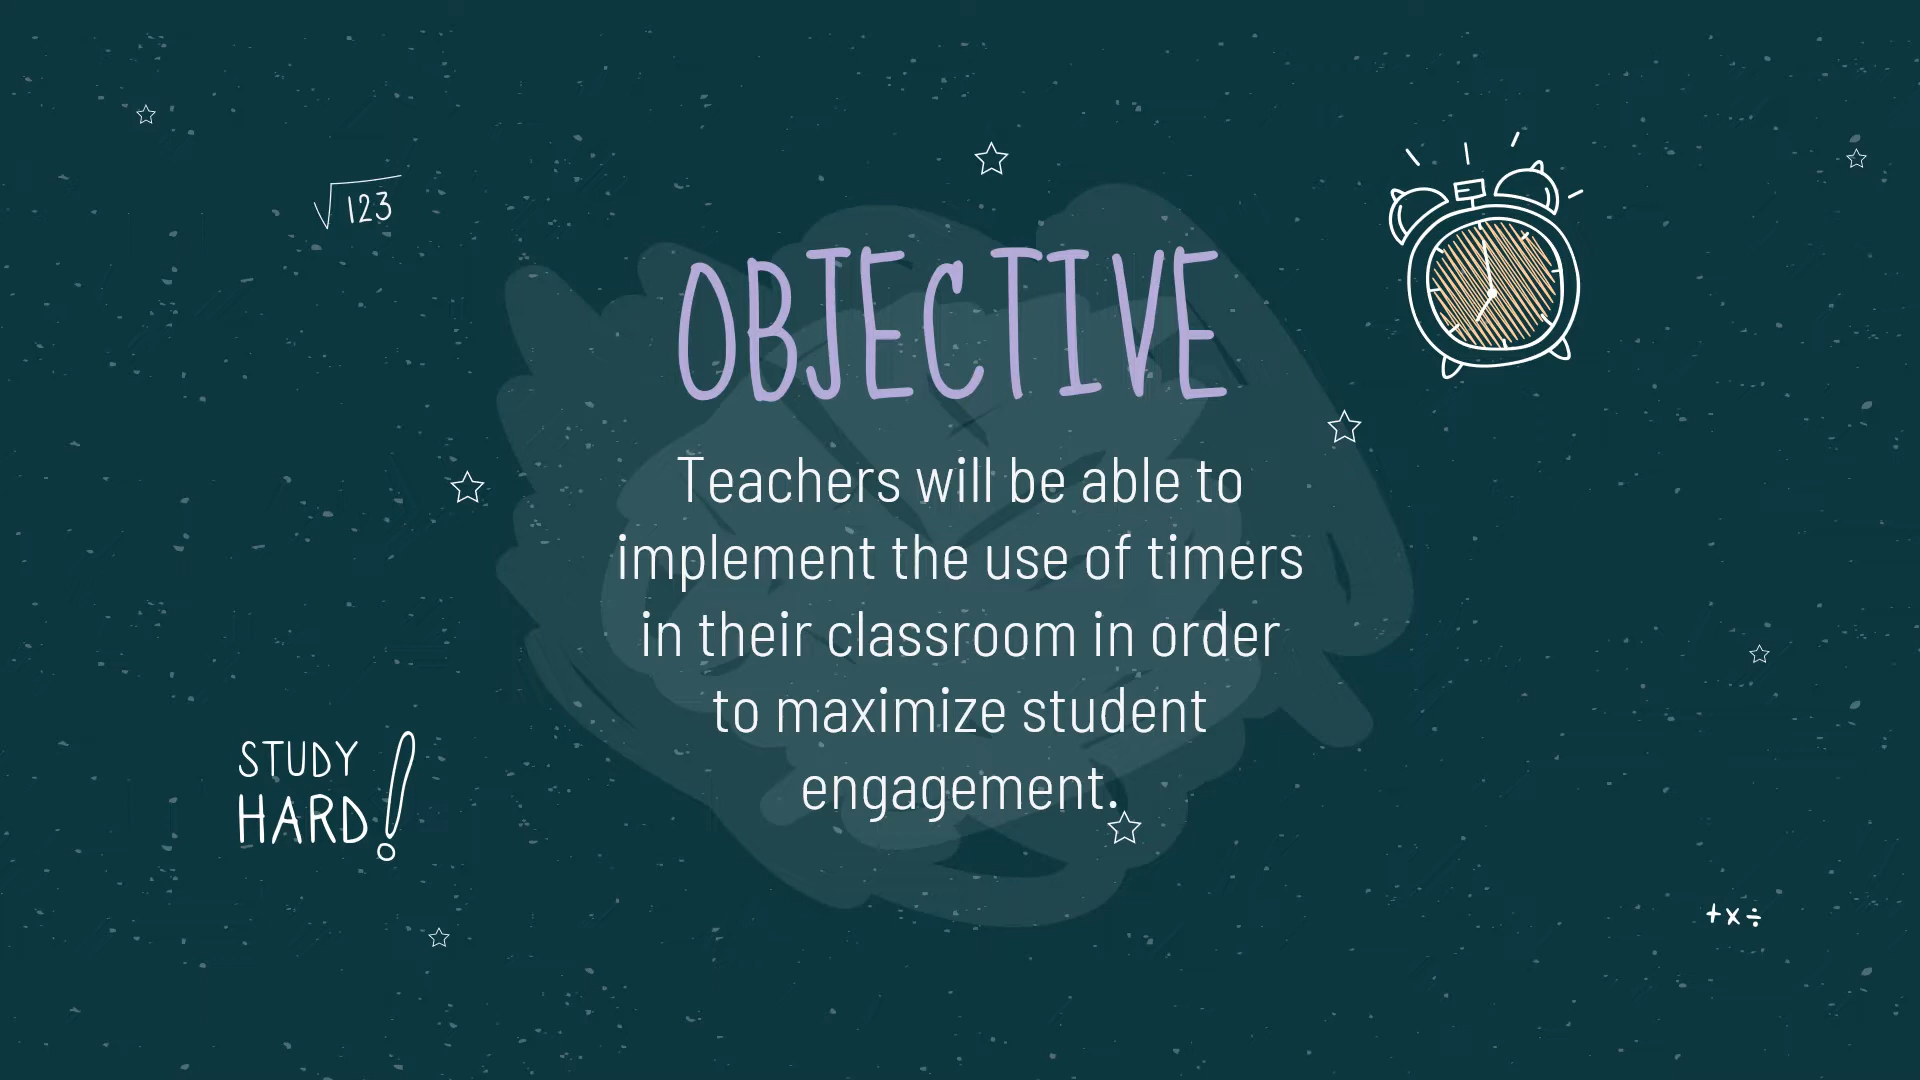 √123
OBJECTIVE
Teachers will be able to
implement the use of timers
in their classroom in order
to maximize student
engagement.
STUDY
HARD!
+x÷